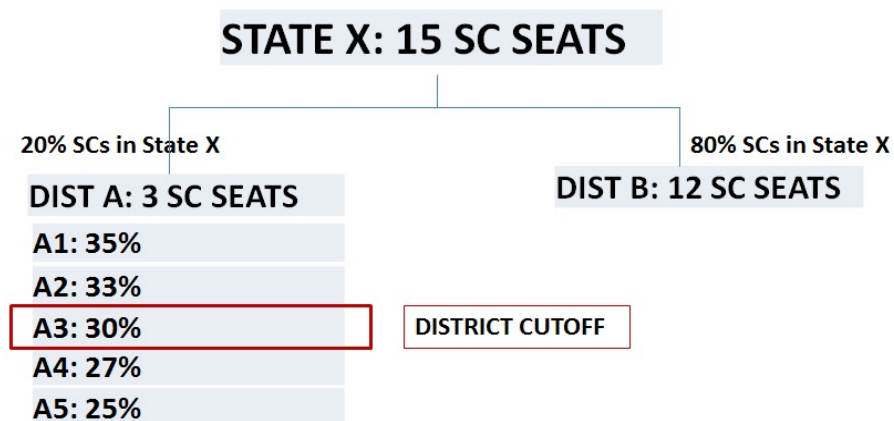 STATE X: 15 SC SEATS
20% SCs in State X
80% SCs in State X
DIST A: 3 SC SEATS
DIST B: 12 SC SEATS
A1: 35%
A2: 33%
A3: 30%
DISTRICT CUTOFF
A4: 27%
A5: 25%